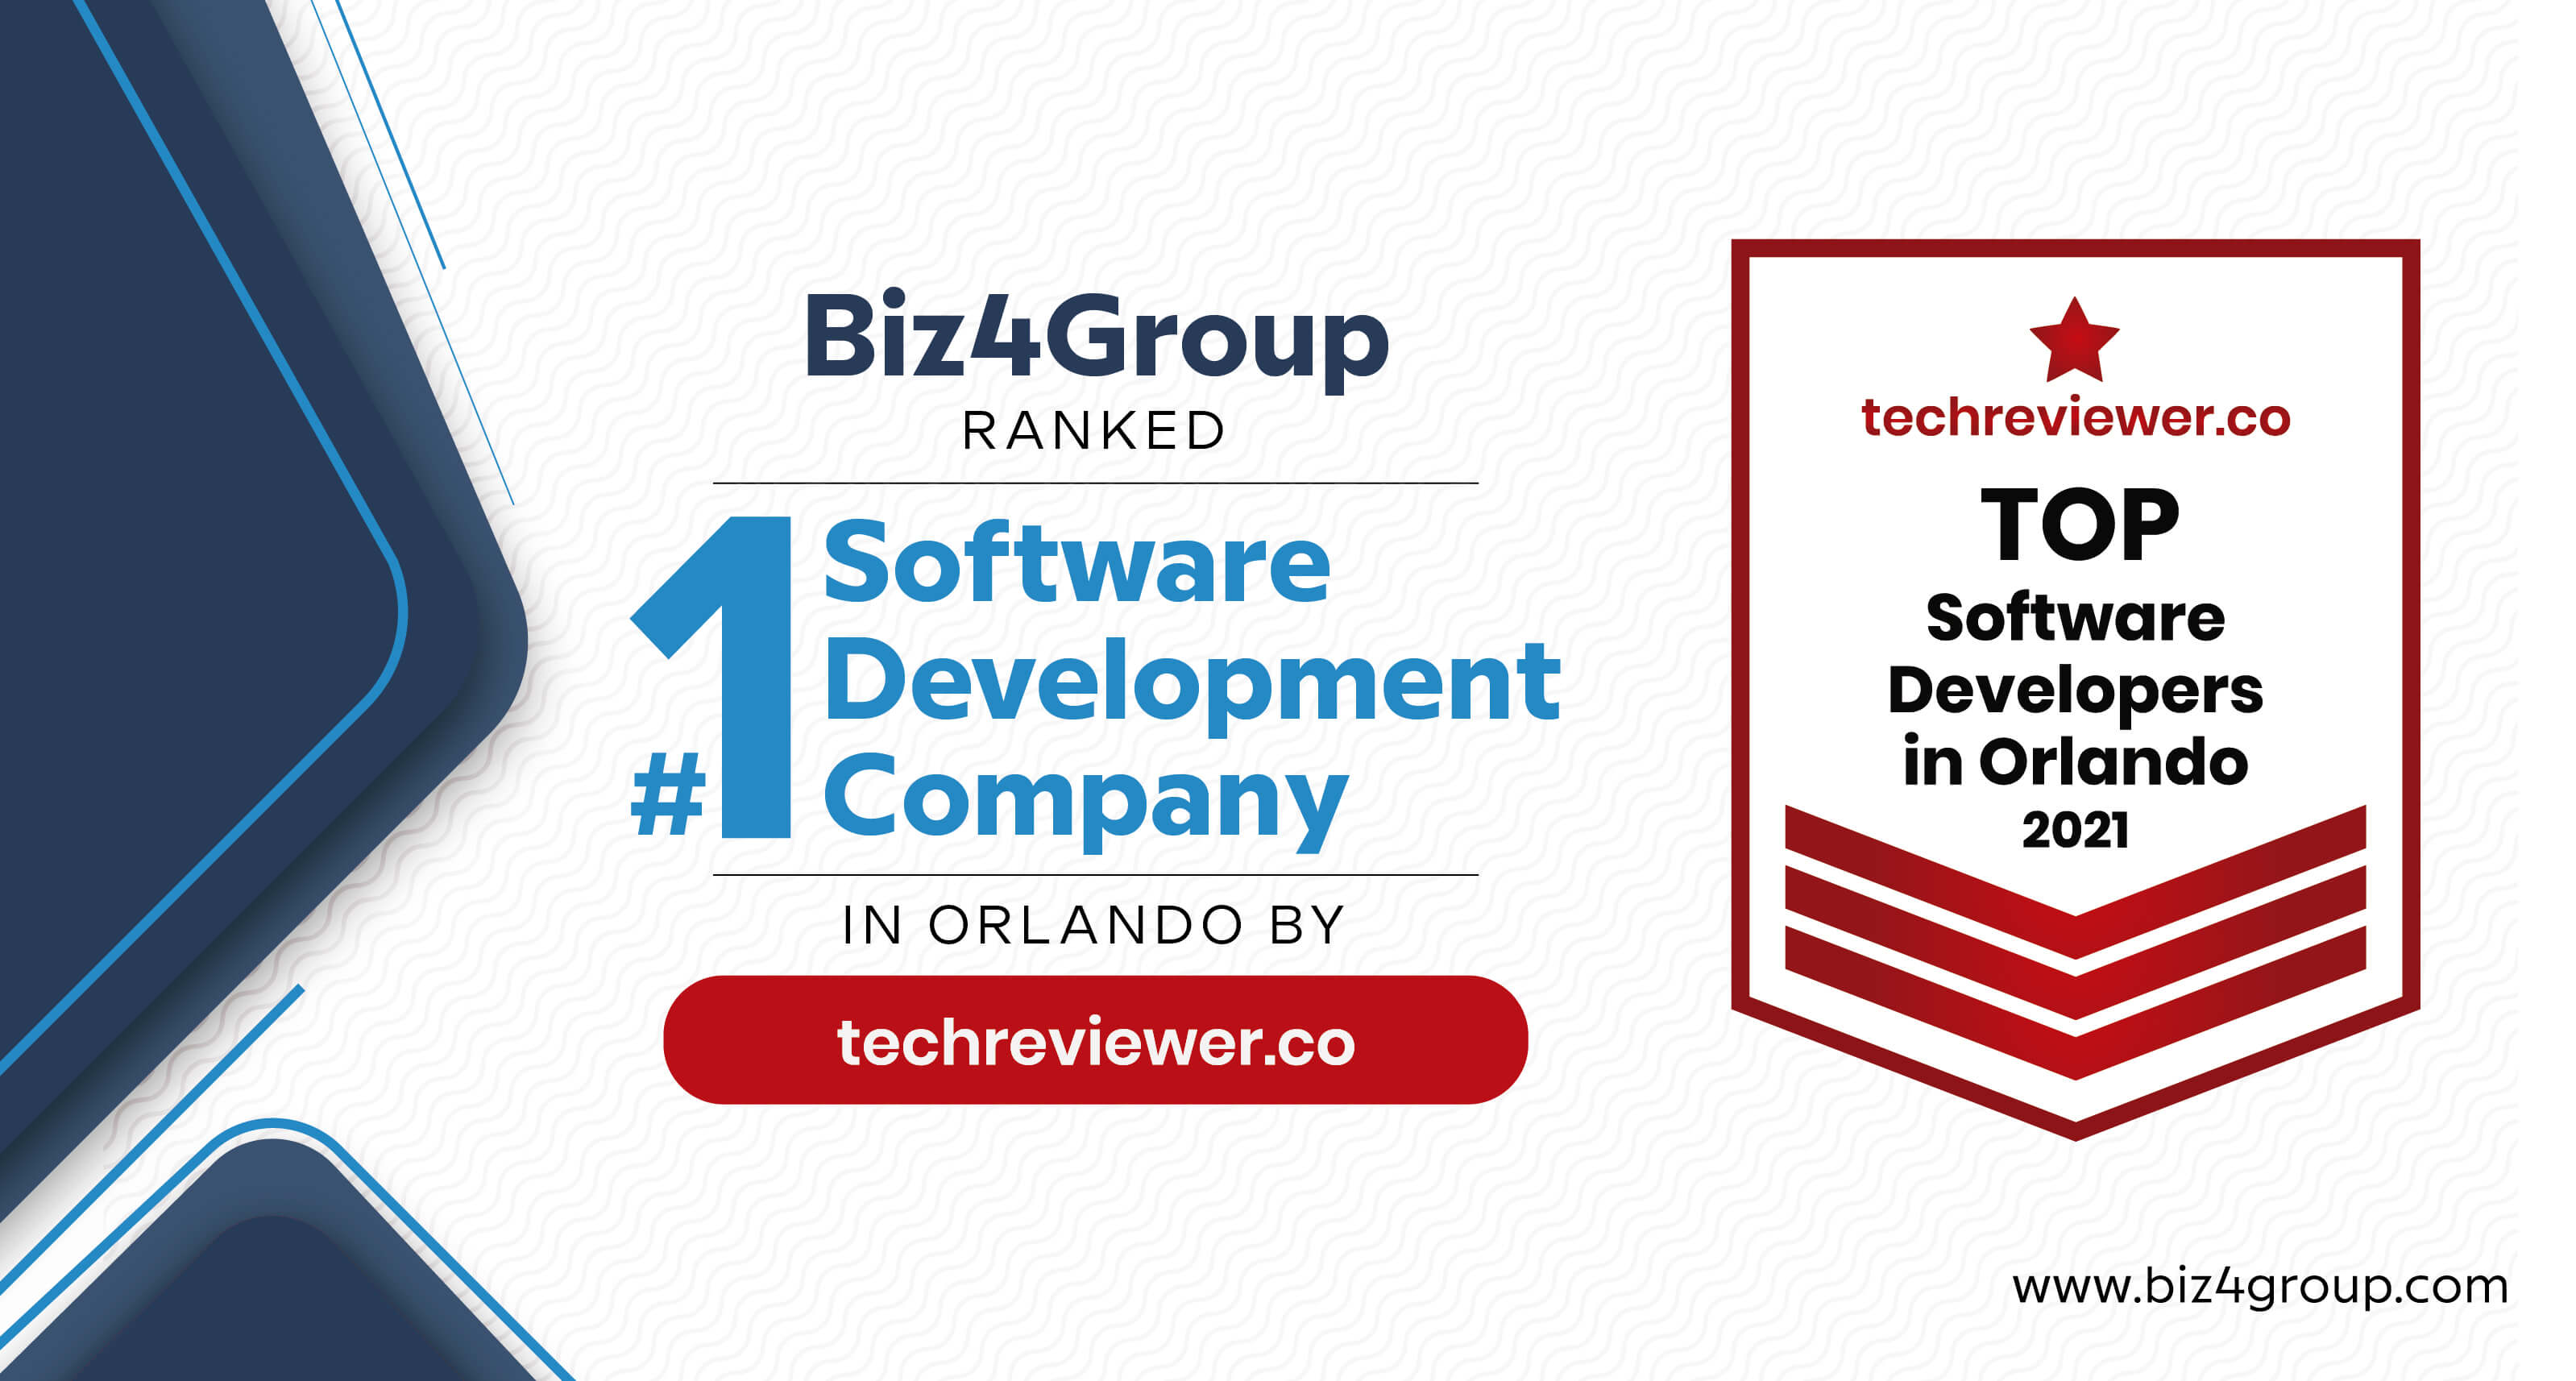 Biz4Group
RANKED
#1 Software
Development
Company
IN ORLANDO BY
techreviewer.co
techreviewer.co
TOP
Software
Developers
in Orlando
2021
www.biz4group.com